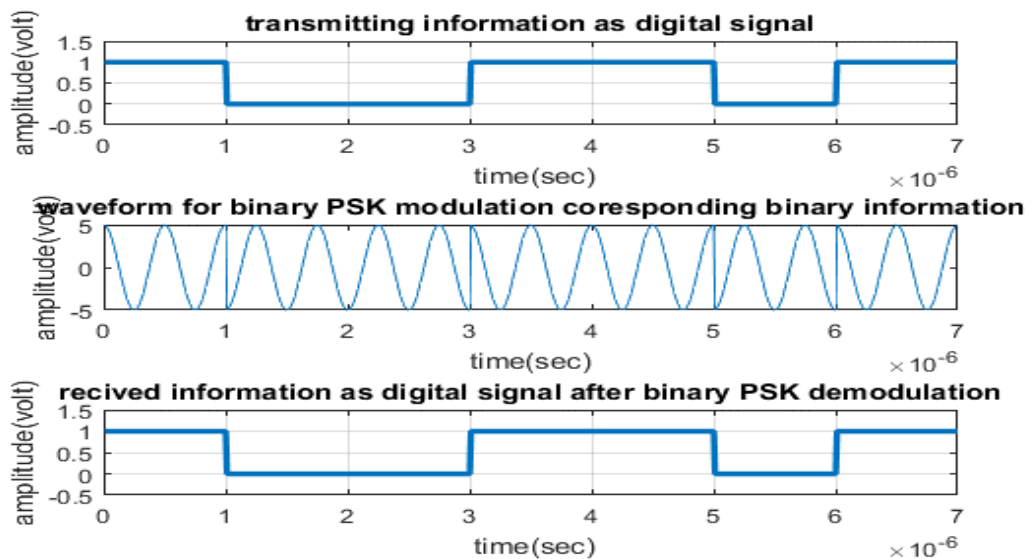 transmitting information as digital signal
amplitude(volt)
1.5
1
0.5
0
-0.5
0 1 2 3 4 5 6 7
time(sec)
× 10^-6
waveform for binary PSK modulation coresponding binary information
amplitude(volt)
5
0
-5
0 1 2 3 4 5 6 7
time(sec)
× 10^-6
recived information as digital signal after binary PSK demodulation
amplitude(volt)
1.5
1
0.5
0
-0.5
0 1 2 3 4 5 6 7
time(sec)
× 10^-6